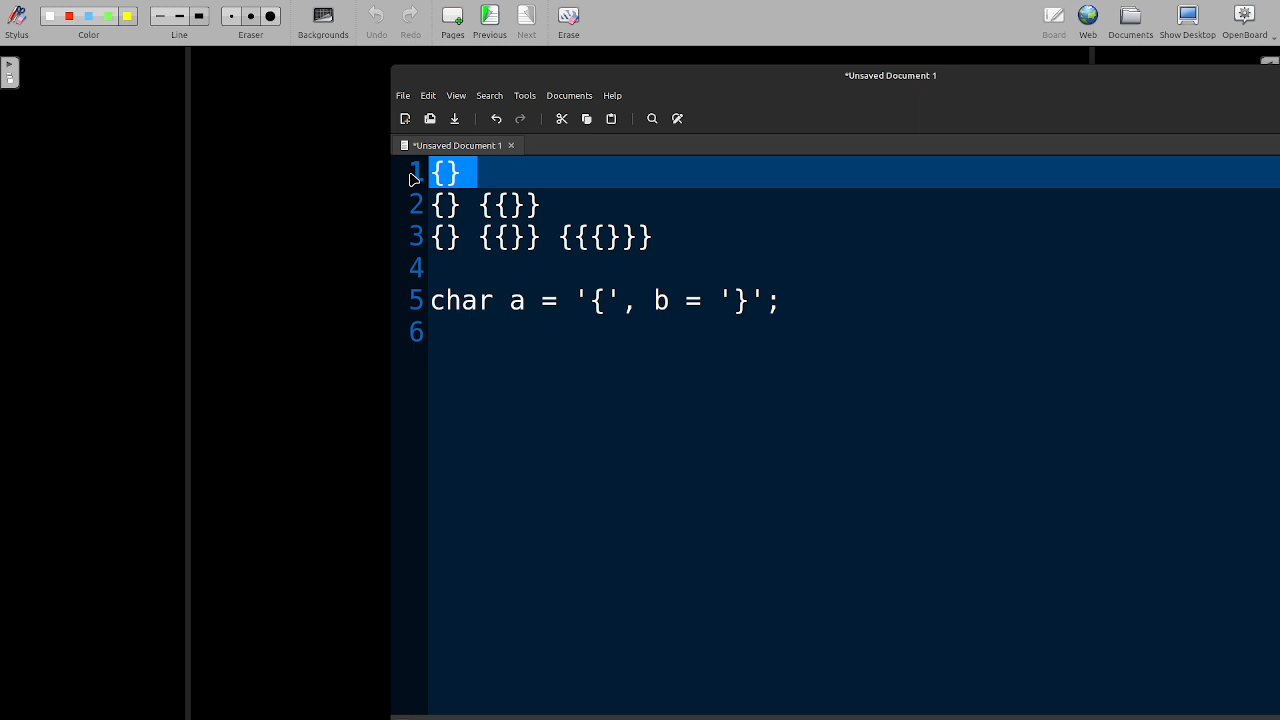 Stylus Color Line Eraser Backgrounds Undo Redo Pages Previous Next Erase Board Web Documents Show Desktop OpenBoard
*Unsaved Document 1
File Edit View Search Tools Documents Help
*Unsaved Document 1
1 {}
2 {} {{}}
3 {} {{}} {{{}}}
4
5 char a = '{', b = '}';
6